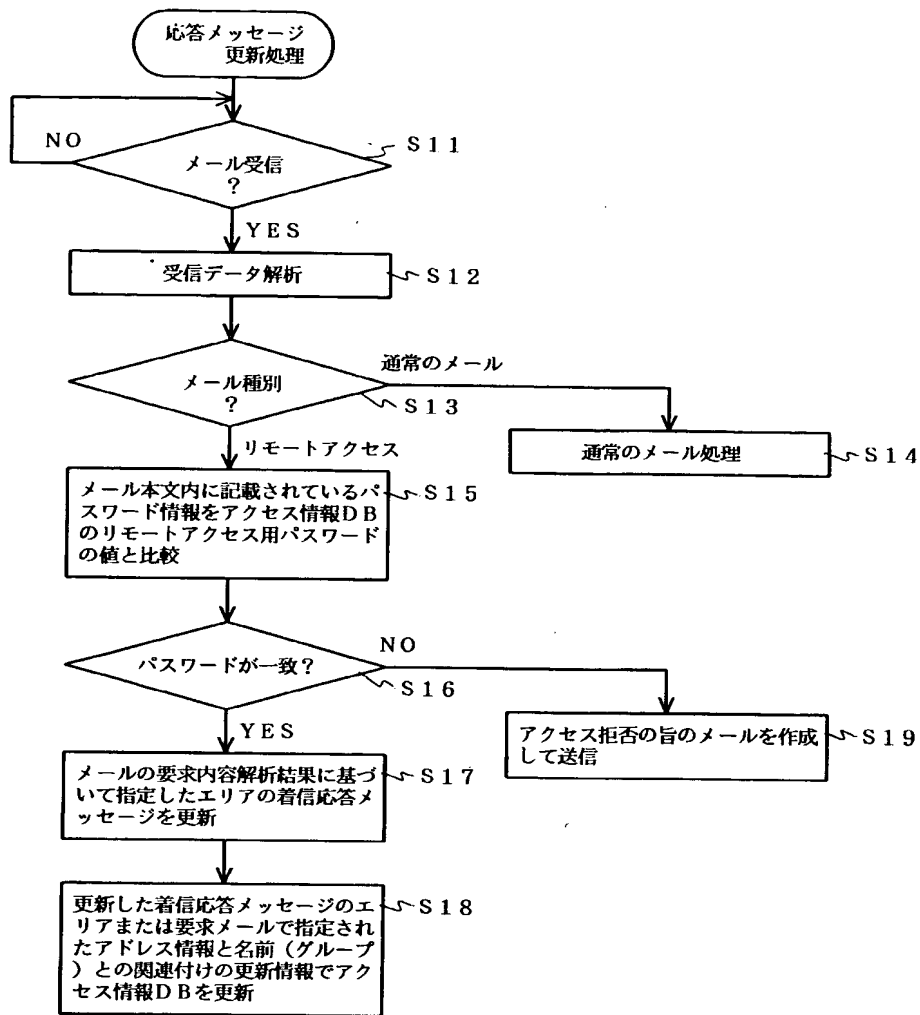 応答メッセージ
更新処理
NO
S11
メール受信
?
YES
受信データ解析
S12
通常のメール
メール種別
?
S13
リモートアクセス
通常のメール処理
S14
メール本文内に記載されているパ
スワード情報をアクセス情報DB
のリモートアクセス用パスワード
の値と比較
S15
NO
パスワードが一致?
S16
YES
アクセス拒否の旨のメールを作成
して送信
S19
メールの要求内容解析結果に基づ
いて指定したエリアの着信応答メ
ッセージを更新
S17
更新した着信応答メッセージのエ
リアまたは要求メールで指定され
たアドレス情報と名前(グループ
)との関連付けの更新情報でアク
セス情報DBを更新
S18